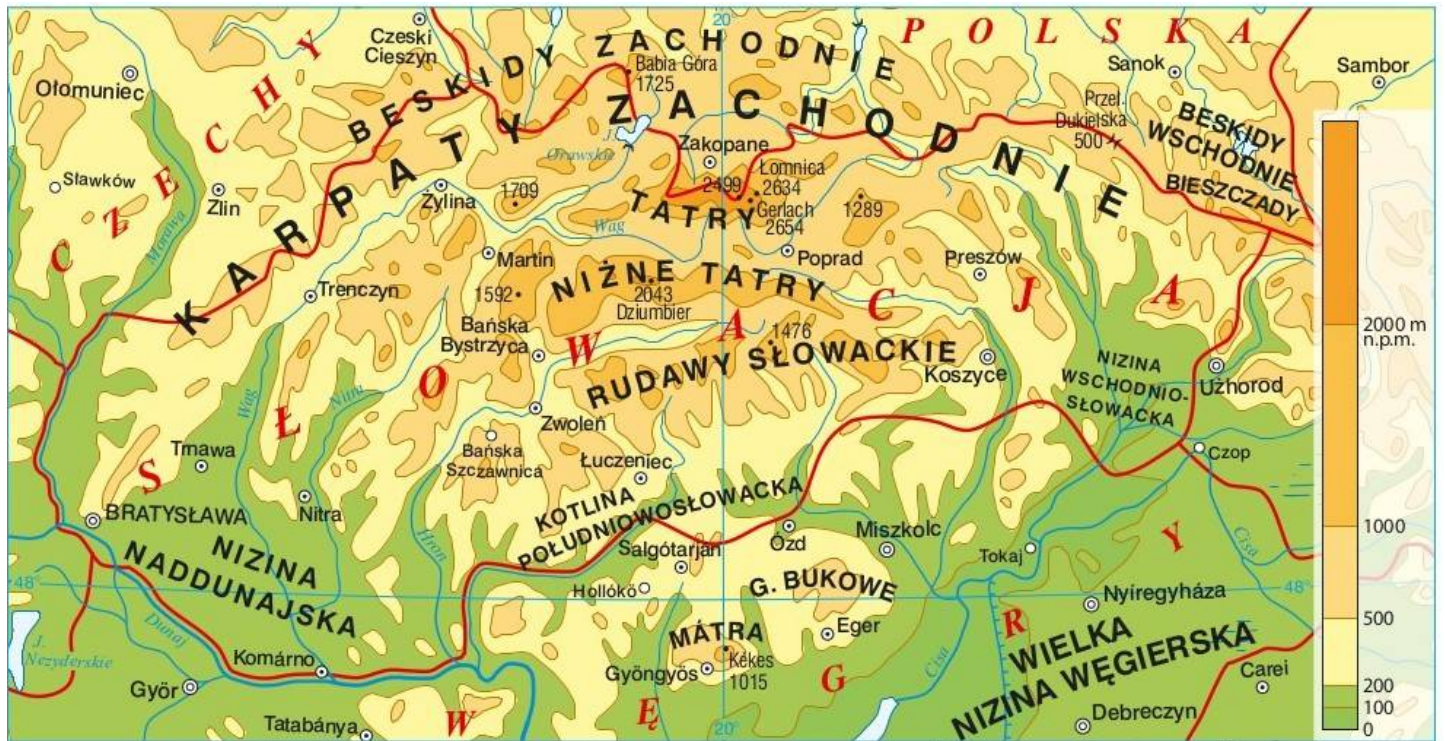 20°
POLSKA
CZECHY
Czeski
Cieszyn
BESKIDY ZACHODNIE
Babia Góra
1725
Sanok
Sambor
Ołomuniec
KARPATY ZACHODNIE
Przeł.
Dukielska
500
BESKIDY
WSCHODNIE
BIESZCZADY
J.
Orawskie
Zakopane
Łomnica
2634
2499
Gerlach
2654
TATRY
1289
Sławków
Zlin
Morawa
Żylina
1709
Wag
Martin
Poprad
Preszów
2000 m
n.p.m.
Trenczyn
1592
NIŻNE TATRY
2043
Dziumbier
SŁOWACJA
Bańska
Bystrzyca
1476
RUDAWY SŁOWACKIE
Koszyce
NIZINA
WSCHODNIO-
SŁOWACKA
Użhorod
Wag
Nitra
Zwoleń
Trnawa
Bańska
Szczawnica
Łuczeniec
Czop
KOTLINA
POŁUDNIOWOSŁOWACKA
BRATYSŁAWA
Nitra
Hron
Salgótarján
Ózd
Miszkolc
Tokaj
Cisa
1000
NIZINA
NADDUNAJSKA
48°
Hollókö
G. BUKOWE
48°
Nyíregyháza
500
Dunaj
J.
Nezyderskie
Komárno
MÁTRA
Kékes
1015
Eger
Cisa
WIELKA
NIZINA WĘGIERSKA
Györ
Gyöngyös
Carei
200
100
0
Tatabánya
WĘGRY
20°
Debreczyn